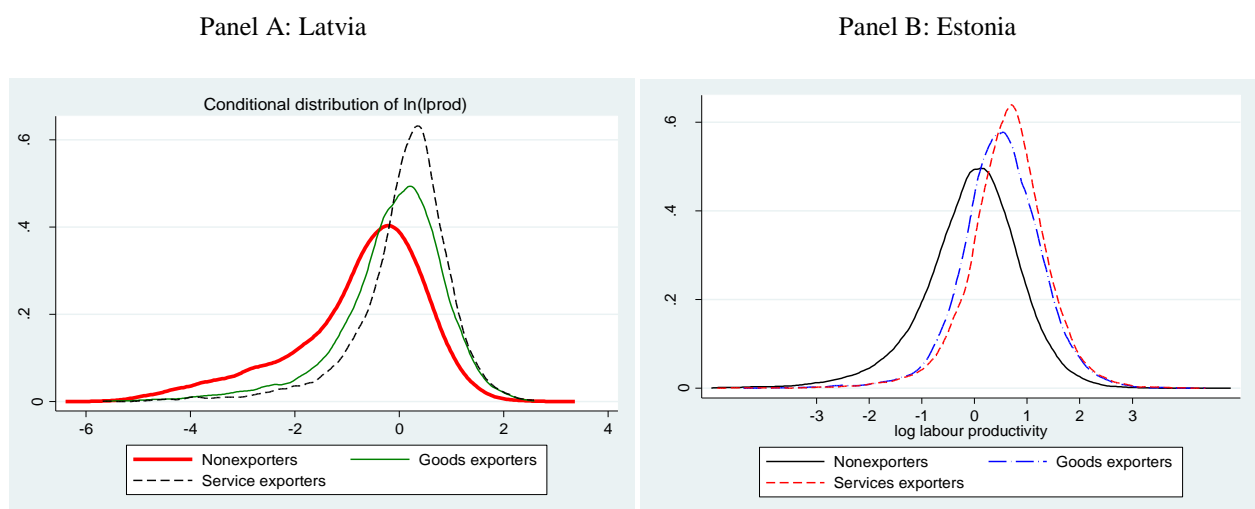 Panel A: Latvia
Panel B: Estonia
Conditional distribution of ln(lprod)
.6
.4
.2
0
-6 -4 -2 0 2 4
Nonexporters Goods exporters
Service exporters
.6
.4
.2
0
-3 -2 -1 0 1 2 3
log labour productivity
Nonexporters Goods exporters
Services exporters